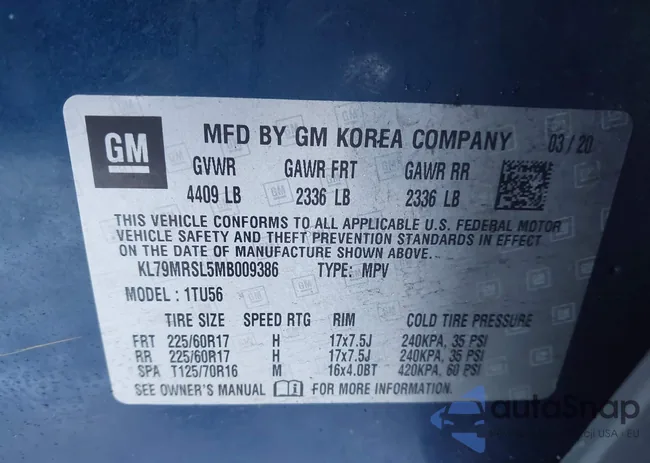 GM MFD BY GM KOREA COMPANY 03/20
GVWR GAWR FRT GAWR RR
4409 LB 2336 LB 2336 LB
THIS VEHICLE CONFORMS TO ALL APPLICABLE U.S. FEDERAL MOTOR
VEHICLE SAFETY AND THEFT PREVENTION STANDARDS IN EFFECT
ON THE DATE OF MANUFACTURE SHOWN ABOVE.
KL79MRSL5MB009386 TYPE: MPV
MODEL : 1TU56
TIRE SIZE SPEED RTG RIM COLD TIRE PRESSURE
FRT 225/60R17 H 17x7.5J 240KPA, 35 PSI
RR 225/60R17 H 17x7.5J 240KPA, 35 PSI
SPA T125/70R16 M 16x4.0BT 420KPA, 60 PSI
SEE OWNER'S MANUAL FOR MORE INFORMATION.
autoSnap
USA - EU